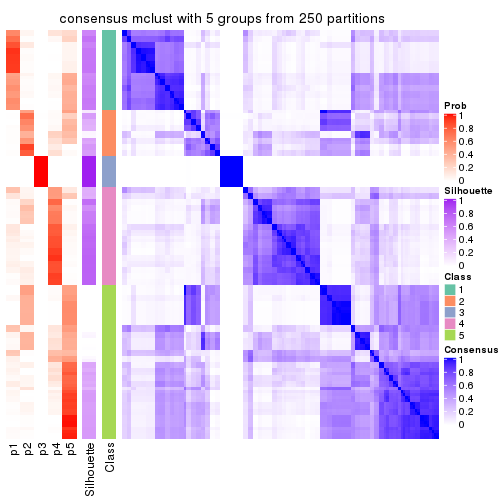 consensus mclust with 5 groups from 250 partitions
Prob
1
0.8
0.6
0.4
0.2
0
Silhouette
1
0.8
0.6
0.4
0.2
0
Class
1
2
3
4
5
Consensus
1
0.8
0.6
0.4
0.2
0
p1
p2
p3
p4
p5
Silhouette
Class